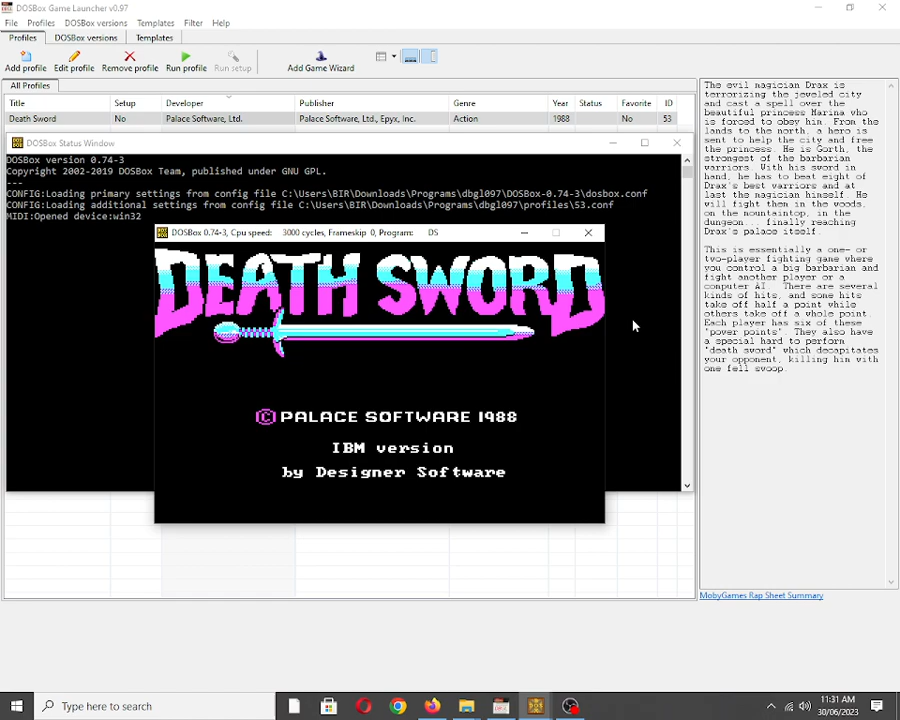 DOSBox Game Launcher v0.97
File Profiles DOSBox versions Templates Filter Help
Profiles DOSBox versions Templates
Add profile Edit profile Remove profile Run profile Run setup Add Game Wizard
All Profiles
Title Setup Developer Publisher Genre Year Status Favorite ID
Death Sword No Palace Software, Ltd. Palace Software, Ltd., Epyx, Inc. Action 1988 No 53
DOSBox Status Window
DOSBox version 0.74-3
Copyright 2002-2019 DOSBox Team, published under GNU GPL.
---
CONFIG:Loading primary settings from config file C:\Users\BIR\Downloads\Programs\dbgl097\DOSBox-0.74-3\dosbox.conf
CONFIG:Loading additional settings from config file C:\Users\BIR\Downloads\Programs\dbgl097\profiles\53.conf
MIDI:Opened device:win32
DOSBox 0.74-3, Cpu speed: 3000 cycles, Frameskip 0, Program: DS
DEATH SWORD
© PALACE SOFTWARE 1988
IBM version
by Designer Software
The evil magician Drax is
terrorizing the jeweled city
and cast a spell over the
beautiful princess Marina who
is forced to obey him. From the
lands to the north, a hero is
sent to help the city and free
the princess. He is Gorth, the
strongest of the barbarian
warriors. With his sword in
hand, he has to beat eight of
Drax's best warriors and at
last the magician himself. He
will fight them in the woods,
on the mountaintop, in the
dungeon... finally reaching
Drax's palace itself.
This is essentially a one- or
two-player fighting game where
you control a big barbarian and
fight another player or a
computer AI There are several
kinds of hits, and some hits
take off half a point while
others take off a whole point.
Each player has six of these
"power points". They also have
a special hard to perform
"death sword" which decapitates
your opponent, killing him with
one fell swoop.
MobyGames Rap Sheet Summary
Type here to search
11:31 AM
30/06/2023